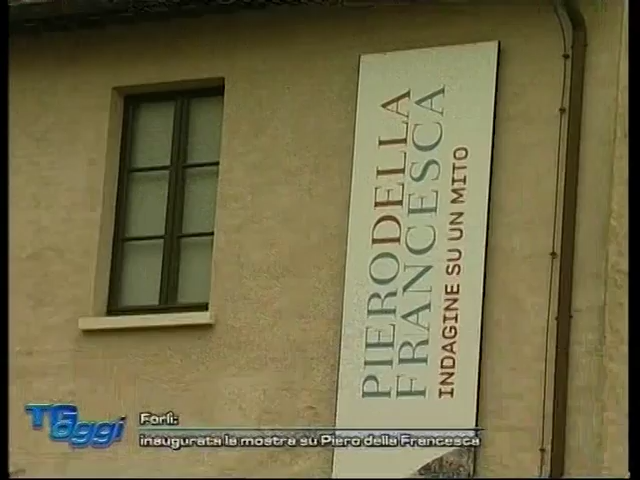 PIERO DELLA
FRANCESCA
INDAGINE SU UN MITO
TG oggi
Forlì:
inaugurata la mostra su Piero della Francesca